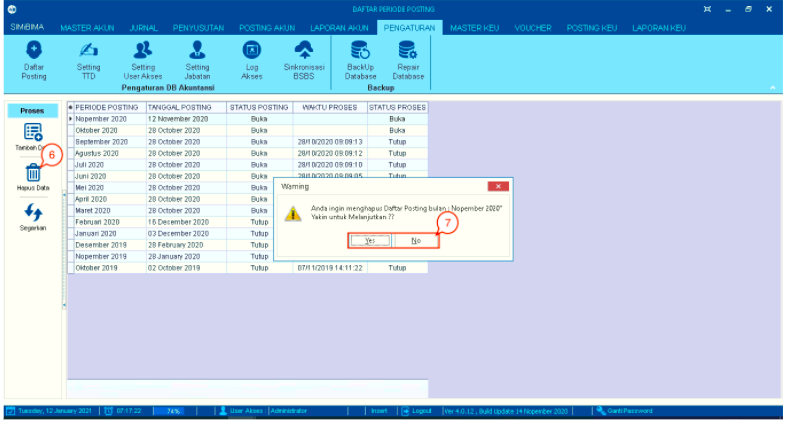 DAFTAR PERIODE POSTING
SIMBIMA MASTER AKUN JURNAL PENYUSUTAN POSTING AKUN LAPORAN AKUN PENGATURAN MASTER KEU VOUCHER POSTING KEU LAPORAN KEU
Daftar Posting
Setting TTD
Setting User Akses
Setting Jabatan
Log Akses
Sinkronisasi BSBS
BackUp Database
Repair Database
Pengaturan DB Akuntansi
Backup
Proses
Hapus Data
Segarkan
6
PERIODE POSTING TANGGAL POSTING STATUS POSTING WAKTU PROSES STATUS PROSES
Nopember 2020 12 November 2020 Buka Buka
Oktober 2020 28 October 2020 Buka Buka
September 2020 28 October 2020 Buka 28/10/2020 09:09:13 Tutup
Agustus 2020 28 October 2020 Buka 28/10/2020 09:09:12 Tutup
Juli 2020 28 October 2020 Buka 28/10/2020 09:09:10 Tutup
Juni 2020 28 October 2020 Buka 28/10/2020 09:09:05 Tutup
Mei 2020 28 October 2020 Buka
April 2020 28 October 2020 Buka
Maret 2020 28 October 2020 Buka
Februari 2020 16 December 2020 Tutup
Januari 2020 03 December 2020 Tutup
Desember 2019 28 February 2020 Tutup
Nopember 2019 28 January 2020 Tutup
Oktober 2019 02 October 2019 Tutup 07/11/2019 14:11:22 Tutup
Warning
Anda ingin menghapus Daftar Posting bulan : Nopember 2020"
Yakin untuk Melanjutkan ??
7
Yes No
Tuesday, 12 January 2021 07:17:22 74% User Akses : Administrator Insert Logout Ver 4.0.12 , Build Update 14 Nopember 2020 Ganti Password